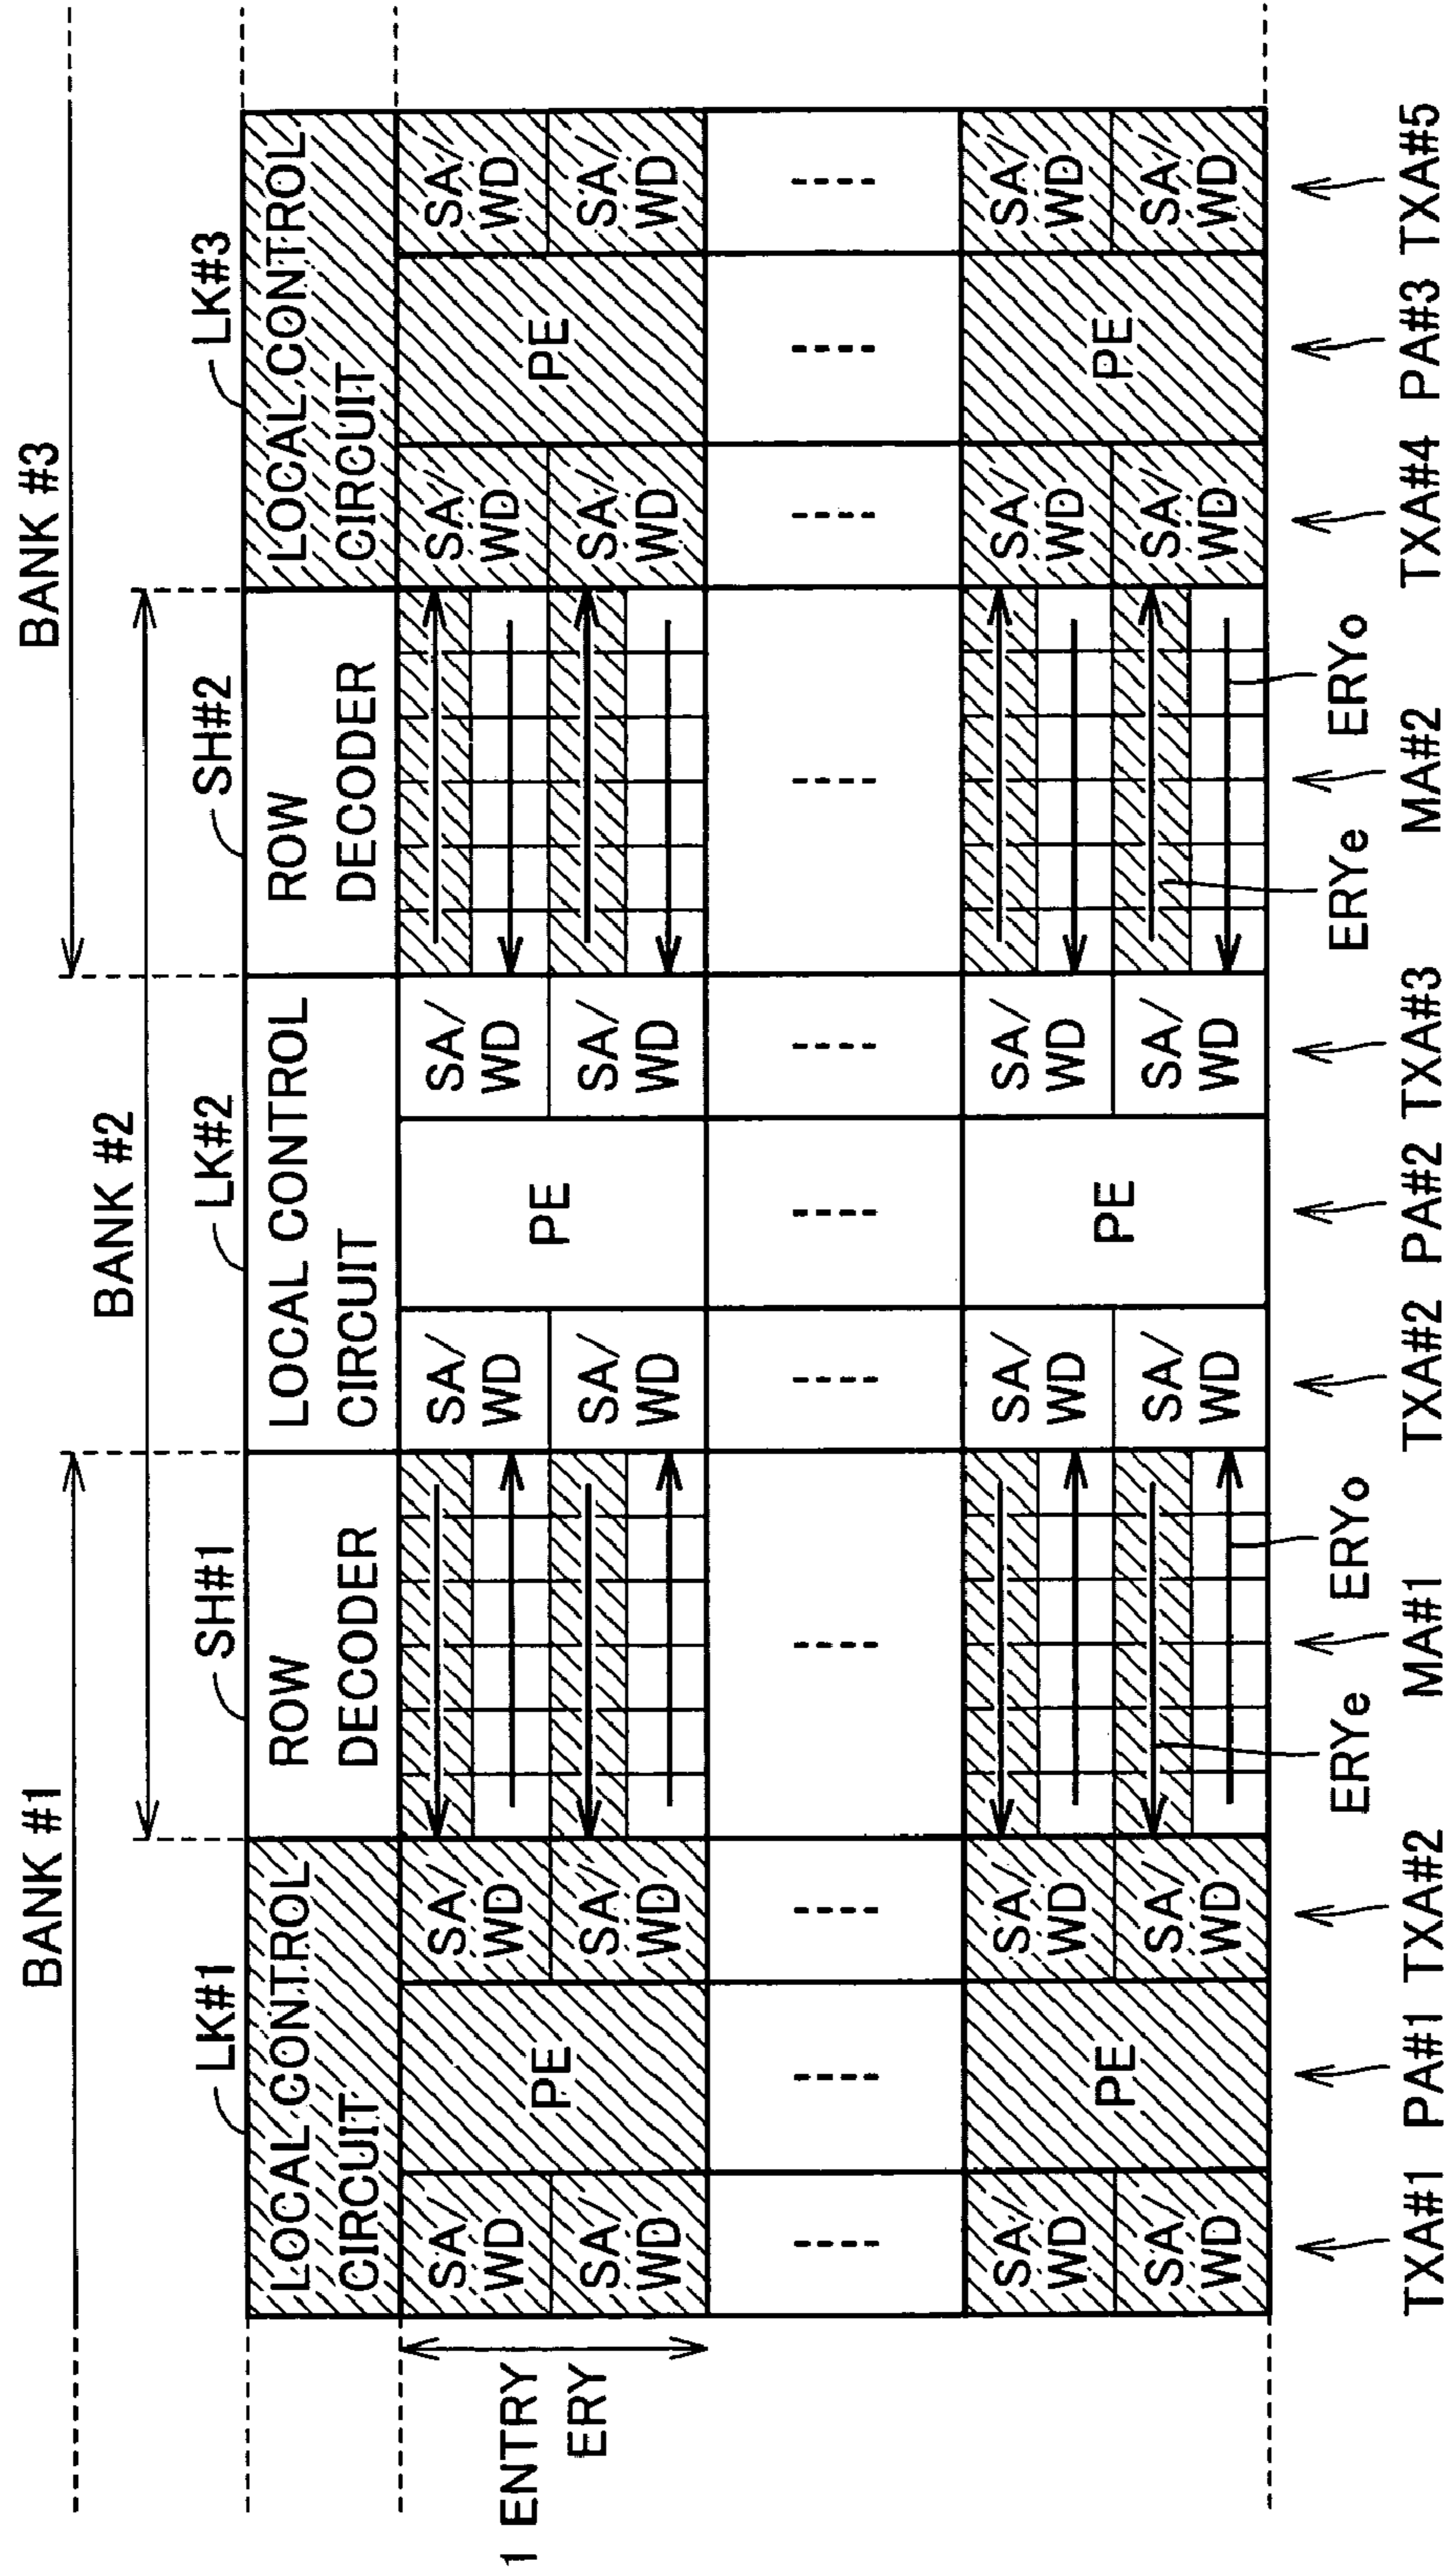 BANK #1
BANK #2
BANK #3
LK#1
SH#1
LK#2
SH#2
LK#3
LOCAL CONTROL
CIRCUIT
ROW
DECODER
LOCAL CONTROL
CIRCUIT
ROW
DECODER
LOCAL CONTROL
CIRCUIT
1 ENTRY
ERY
SA/
WD
SA/
WD
PE
SA/
WD
SA/
WD
SA/
WD
SA/
WD
PE
SA/
WD
SA/
WD
SA/
WD
SA/
WD
PE
SA/
WD
SA/
WD
SA/
WD
SA/
WD
PE
SA/
WD
SA/
WD
SA/
WD
SA/
WD
PE
SA/
WD
SA/
WD
SA/
WD
SA/
WD
PE
SA/
WD
SA/
WD
ERYe
ERYo
ERYe
ERYo
TXA#1
PA#1
TXA#2
MA#1
TXA#2
PA#2
TXA#3
MA#2
TXA#4
PA#3
TXA#5